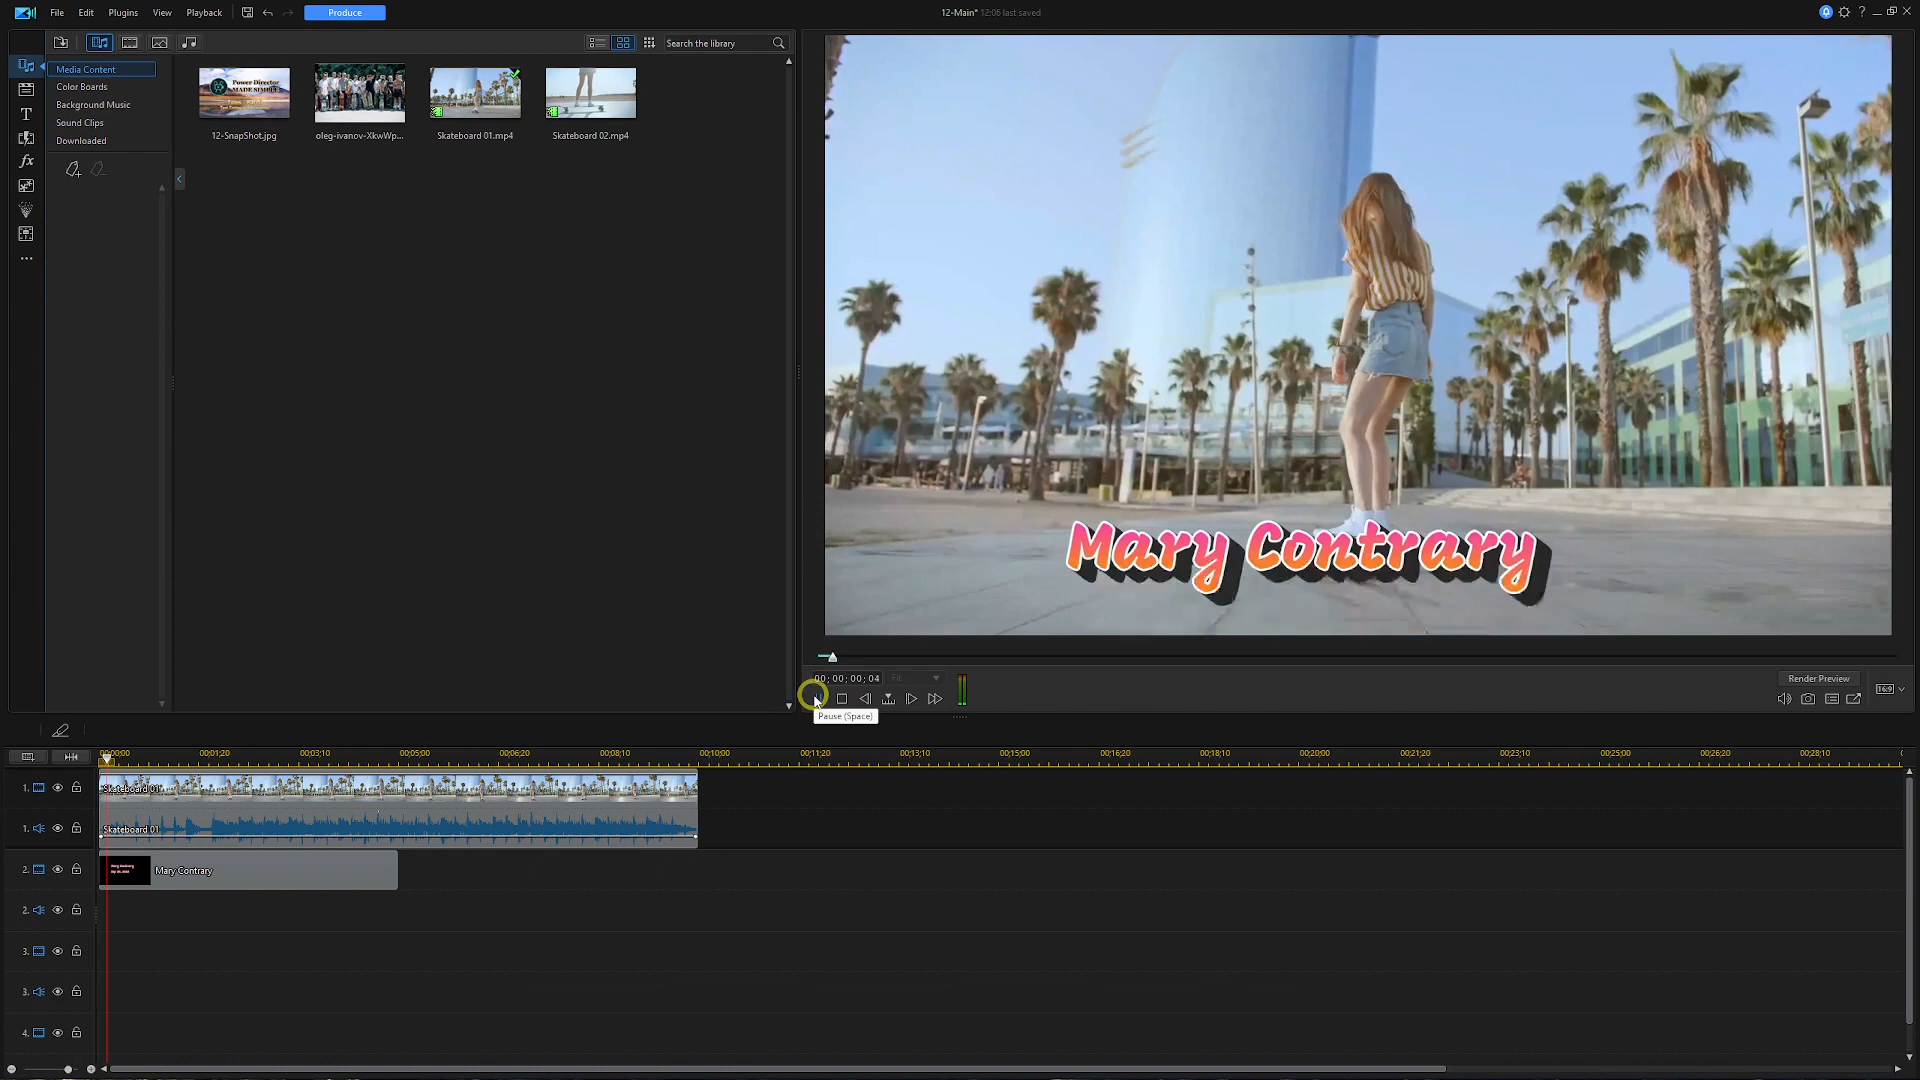 File Edit Plugins View Playback Produce 12-Main* 12:06 last saved ?
Search the library
Media Content
Color Boards
Background Music
Sound Clips
Downloaded
T
fx
Power Director
MADE SIMPLE
12-SnapShot.jpg oleg-ivanov-XkwWp... Skateboard 01.mp4 Skateboard 02.mp4
Mary Contrary
00;00;00;04 Fit
Render Preview
16:9
Pause (Space)
00;00;00 00;01;20 00;03;10 00;05;00 00;06;20 00;08;10 00;10;00 00;11;20 00;13;10 00;15;00 00;16;20 00;18;10 00;20;00 00;21;20 00;23;10 00;25;00 00;26;20 00;28;10
1. Skateboard 01
1. Skateboard 01
2. Mary Contrary
2.
3.
3.
4.